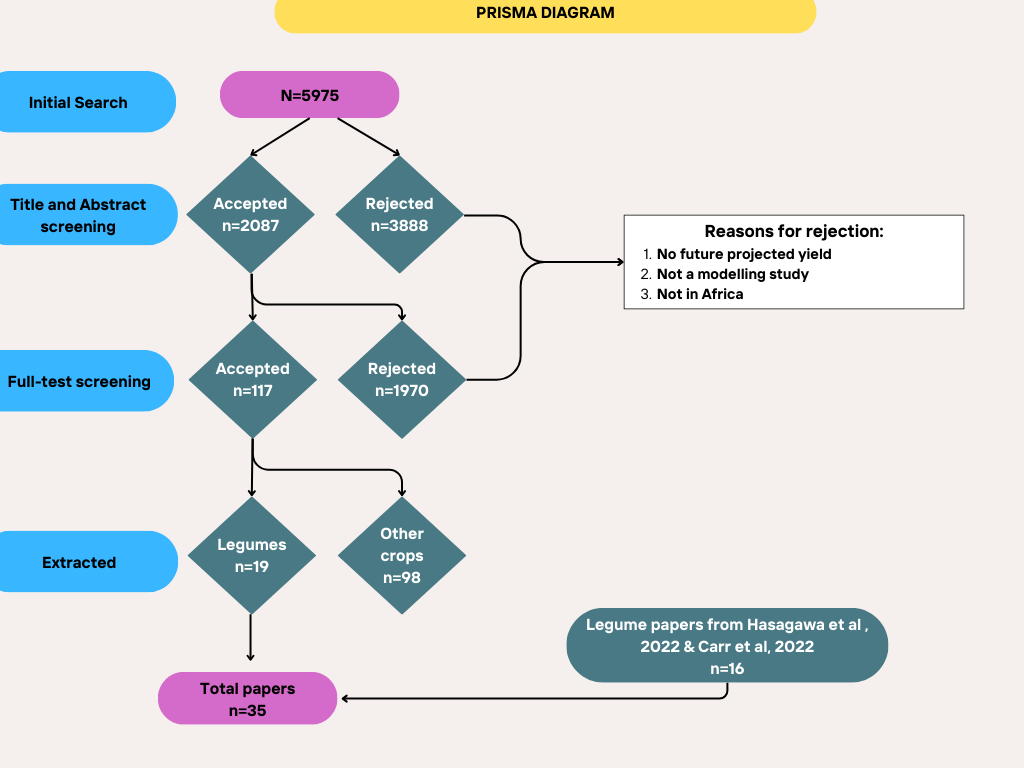 PRISMA DIAGRAM
Initial Search
N=5975
Title and Abstract
screening
Accepted
n=2087
Rejected
n=3888
Reasons for rejection:
1. No future projected yield
2. Not a modelling study
3. Not in Africa
Full-test screening
Accepted
n=117
Rejected
n=1970
Extracted
Legumes
n=19
Other
crops
n=98
Legume papers from Hasagawa et al ,
2022 & Carr et al, 2022
n=16
Total papers
n=35